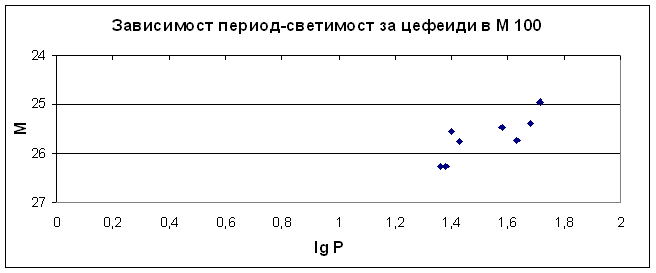 Зависимост период-светимост за цефеиди в М 100
24
25
26
27
M
0 0,2 0,4 0,6 0,8 1 1,2 1,4 1,6 1,8 2
lg P